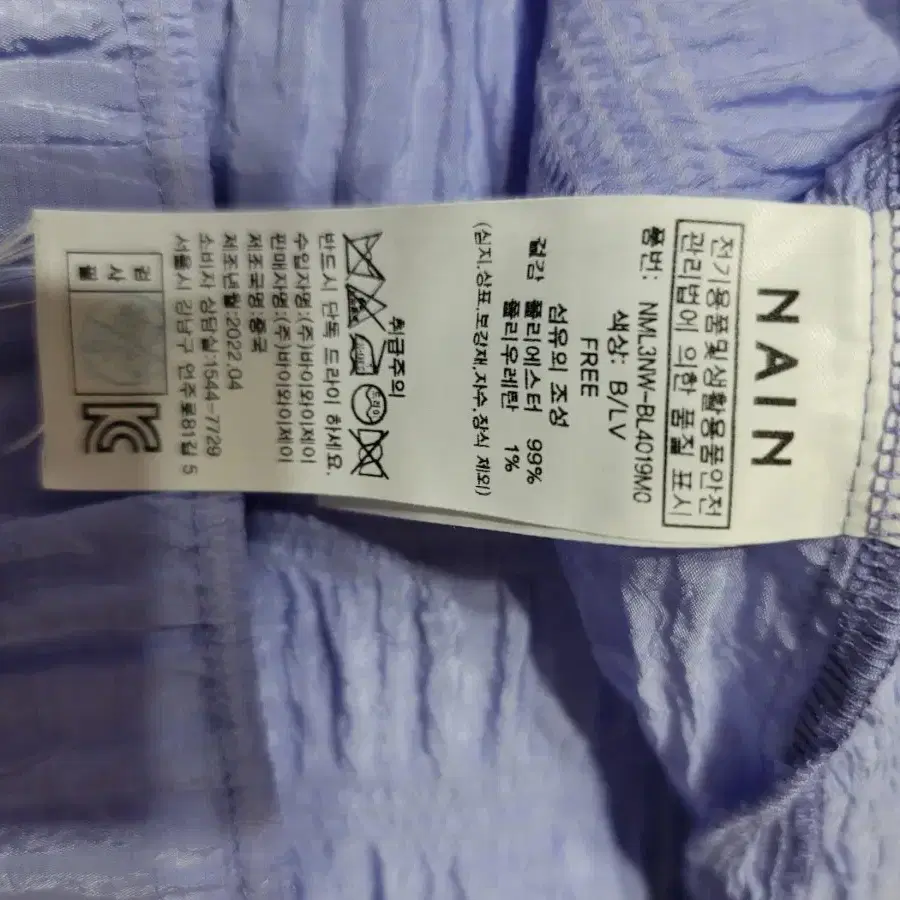 NAIN
전기용품및생활용품안전
관리법에 의한 품질 표시
품번: NML3NW-BL4019M0
색상: B/LV
FREE
섬유의 조성
겉감 폴리에스터 99%
폴리우레탄 1%
(심지.상표.보강재,자수,장식 제외)
취급주의
드라이
반드시 단독 드라이 하세요.
수입자명:(주)바이와이제이
판매자명:(주)바이와이제이
제조국명:중국
제조년월:2022.04
소비자 상담실:1544-7729
서울시 강남구 언주로81길 5
검사필
KC